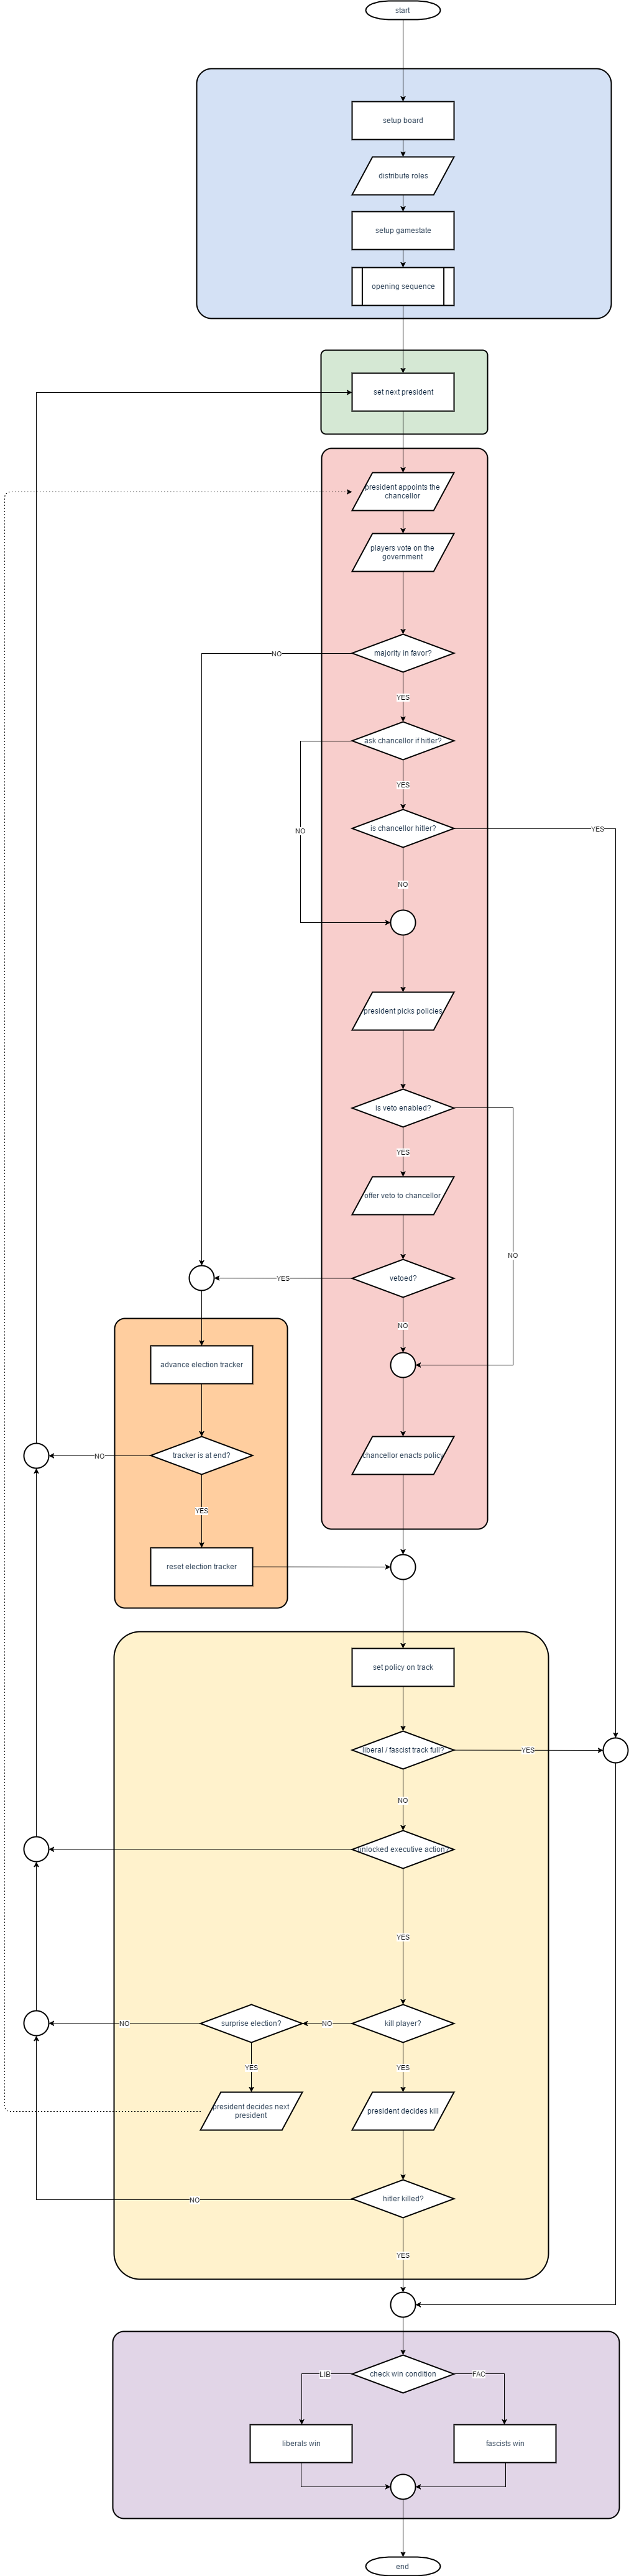 start
setup board
distribute roles
setup gamestate
opening sequence
set next president
president appoints the
chancellor
players vote on the
government
majority in favor?
NO
YES
ask chancellor if hitler?
YES
NO
is chancellor hitler?
YES
NO
president picks policies
is veto enabled?
YES
offer veto to chancellor
NO
vetoed?
YES
NO
advance election tracker
chancellor enacts policy
tracker is at end?
NO
YES
reset election tracker
set policy on track
liberal / fascist track full?
YES
NO
unlocked executive action?
YES
kill player?
NO
surprise election?
NO
YES
YES
president decides next
president
president decides kill
hitler killed?
NO
YES
check win condition
LIB
FAC
liberals win
fascists win
end